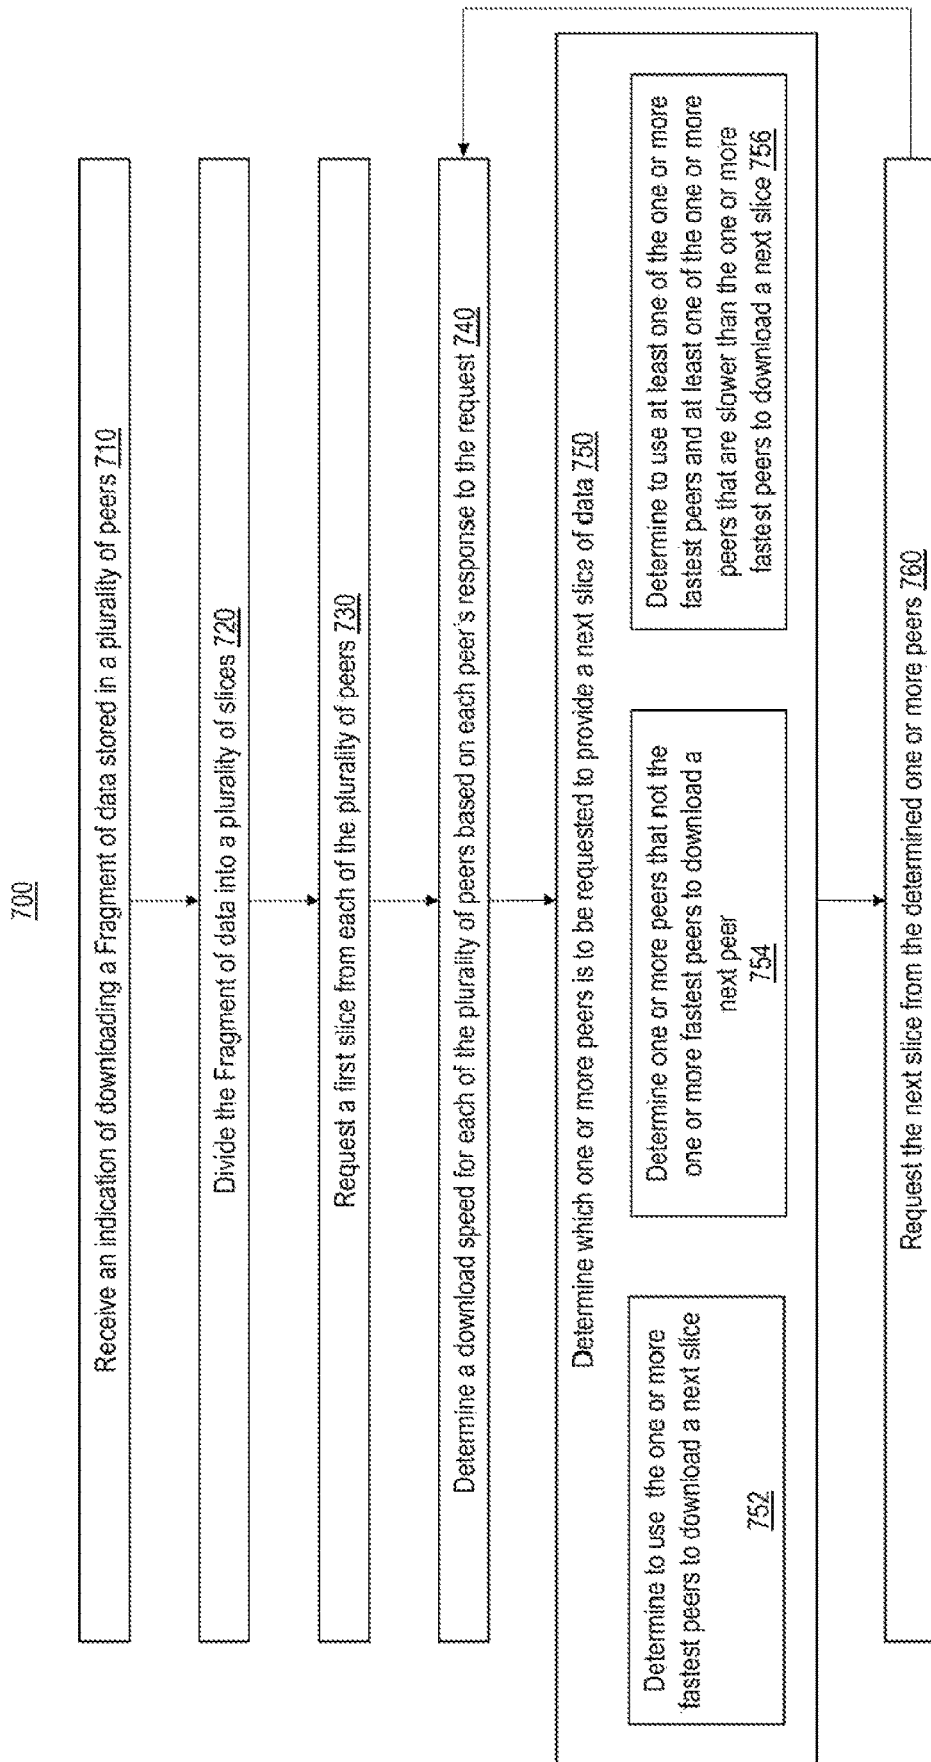 700
Receive an indication of downloading a Fragment of data stored in a plurality of peers 710
Divide the Fragment of data into a plurality of slices 720
Request a first slice from each of the plurality of peers 730
Determine a download speed for each of the plurality of peers based on each peer's response to the request 740
Determine which one or more peers is to be requested to provide a next slice of data 750
Determine to use the one or more
fastest peers to download a next slice
752
Determine one or more peers that not the
one or more fastest peers to download a
next peer
754
Determine to use at least one of the one or more
fastest peers and at least one of the one or more
peers that are slower than the one or more
fastest peers to download a next slice 756
Request the next slice from the determined one or more peers 760